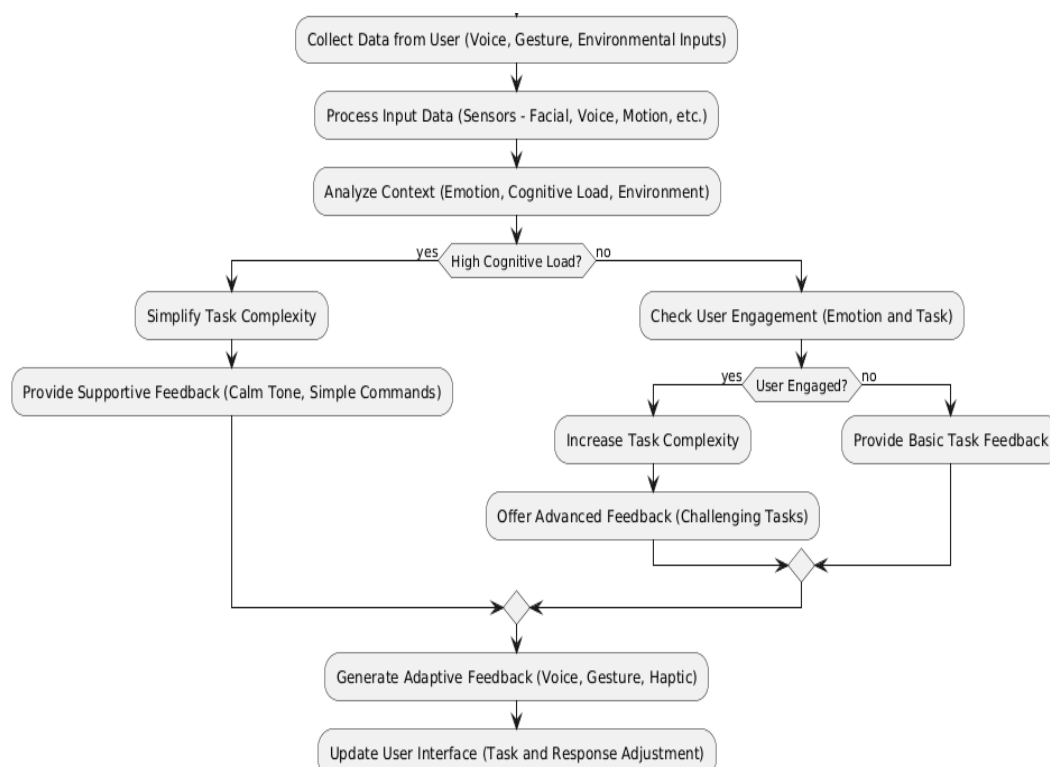 Collect Data from User (Voice, Gesture, Environmental Inputs)
Process Input Data (Sensors - Facial, Voice, Motion, etc.)
Analyze Context (Emotion, Cognitive Load, Environment)
yes
High Cognitive Load?
no
Simplify Task Complexity
Check User Engagement (Emotion and Task)
Provide Supportive Feedback (Calm Tone, Simple Commands)
yes
User Engaged?
no
Increase Task Complexity
Provide Basic Task Feedback
Offer Advanced Feedback (Challenging Tasks)
Generate Adaptive Feedback (Voice, Gesture, Haptic)
Update User Interface (Task and Response Adjustment)